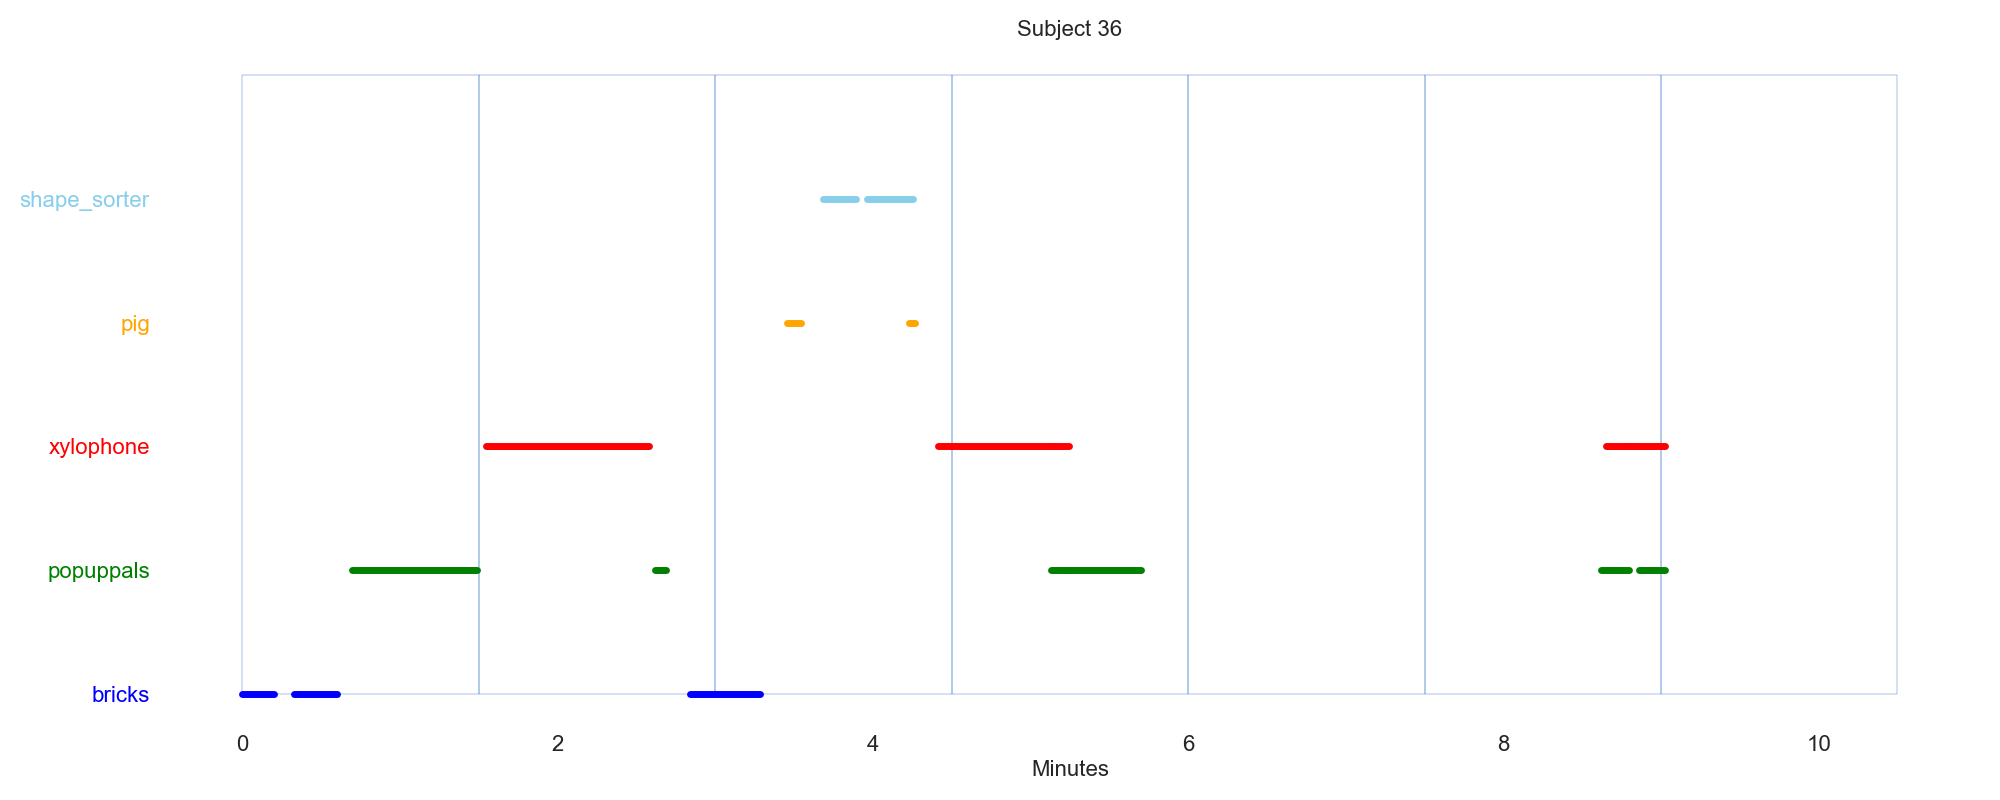 Subject 36
shape_sorter
pig
xylophone
popuppals
bricks
0 2 4 6 8 10
Minutes